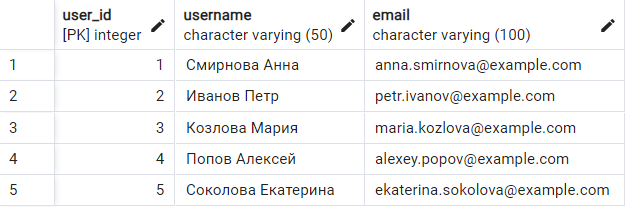 user_id username email
[PK] integer character varying (50) character varying (100)
1 1 Смирнова Анна anna.smirnova@example.com
2 2 Иванов Петр petr.ivanov@example.com
3 3 Козлова Мария maria.kozlova@example.com
4 4 Попов Алексей alexey.popov@example.com
5 5 Соколова Екатерина ekaterina.sokolova@example.com